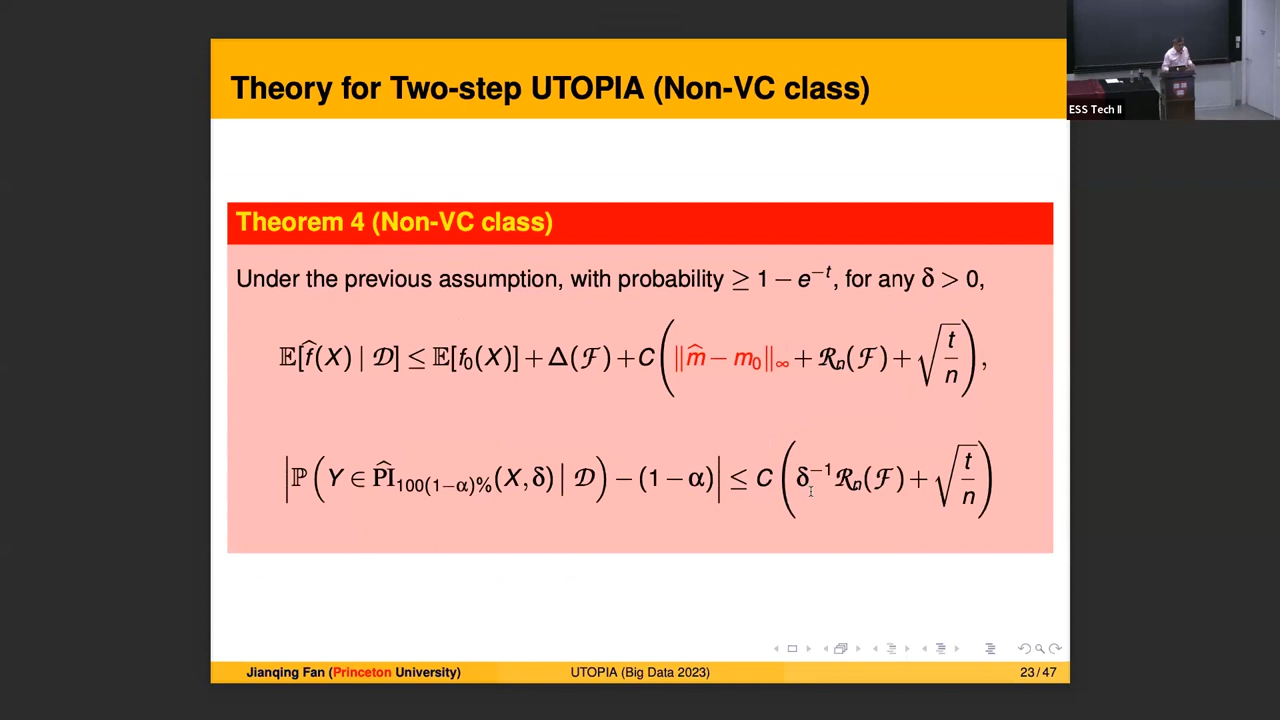 Theory for Two-step UTOPIA (Non-VC class)
ESS Tech II
Theorem 4 (Non-VC class)
Under the previous assumption, with probability ≥ 1 − e^{−t}, for any δ > 0,
𝔼[f̂(X) | 𝒟] ≤ 𝔼[f₀(X)] + Δ(ℱ) + C(‖m̂ − m₀‖_∞ + ℛₙ(ℱ) + √(t/n)),
|ℙ(Y ∈ P̂I_{100(1−α)%}(X, δ) | 𝒟) − (1 − α)| ≤ C(δ^{−1}ℛₙ(ℱ) + √(t/n))
Jianqing Fan (Princeton University)
UTOPIA (Big Data 2023)
23 / 47